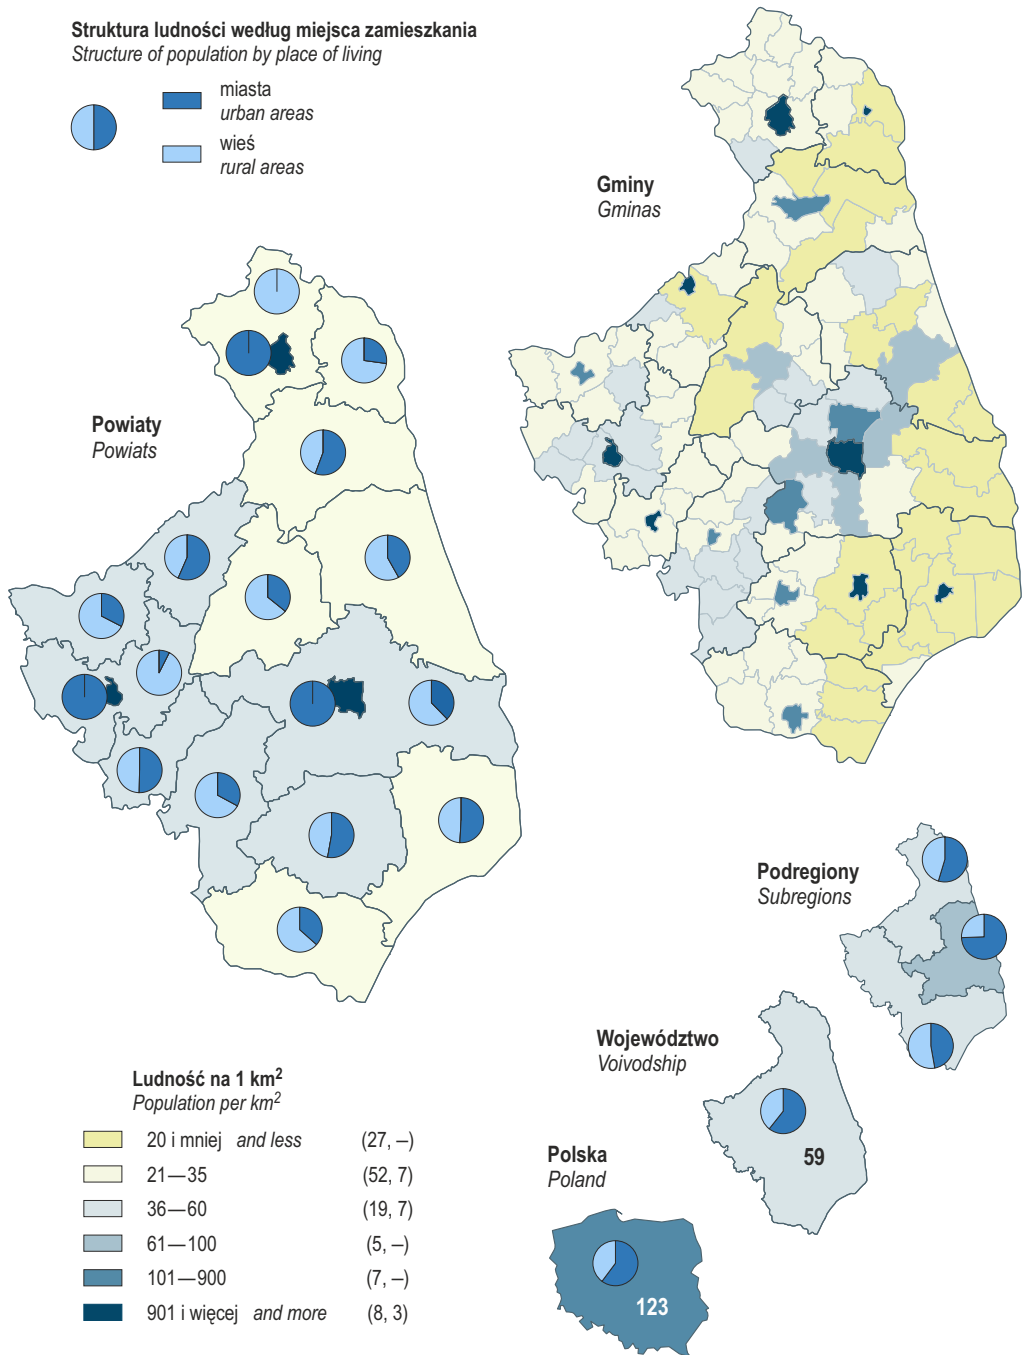 Struktura ludności według miejsca zamieszkania
Structure of population by place of living
miasta
urban areas
wieś
rural areas
Gminy
Gminas
Powiaty
Powiats
Podregiony
Subregions
Województwo
Voivodship
59
Polska
Poland
123
Ludność na 1 km²
Population per km²
20 i mniej and less (27, –)
21—35 (52, 7)
36—60 (19, 7)
61—100 (5, –)
101—900 (7, –)
901 i więcej and more (8, 3)